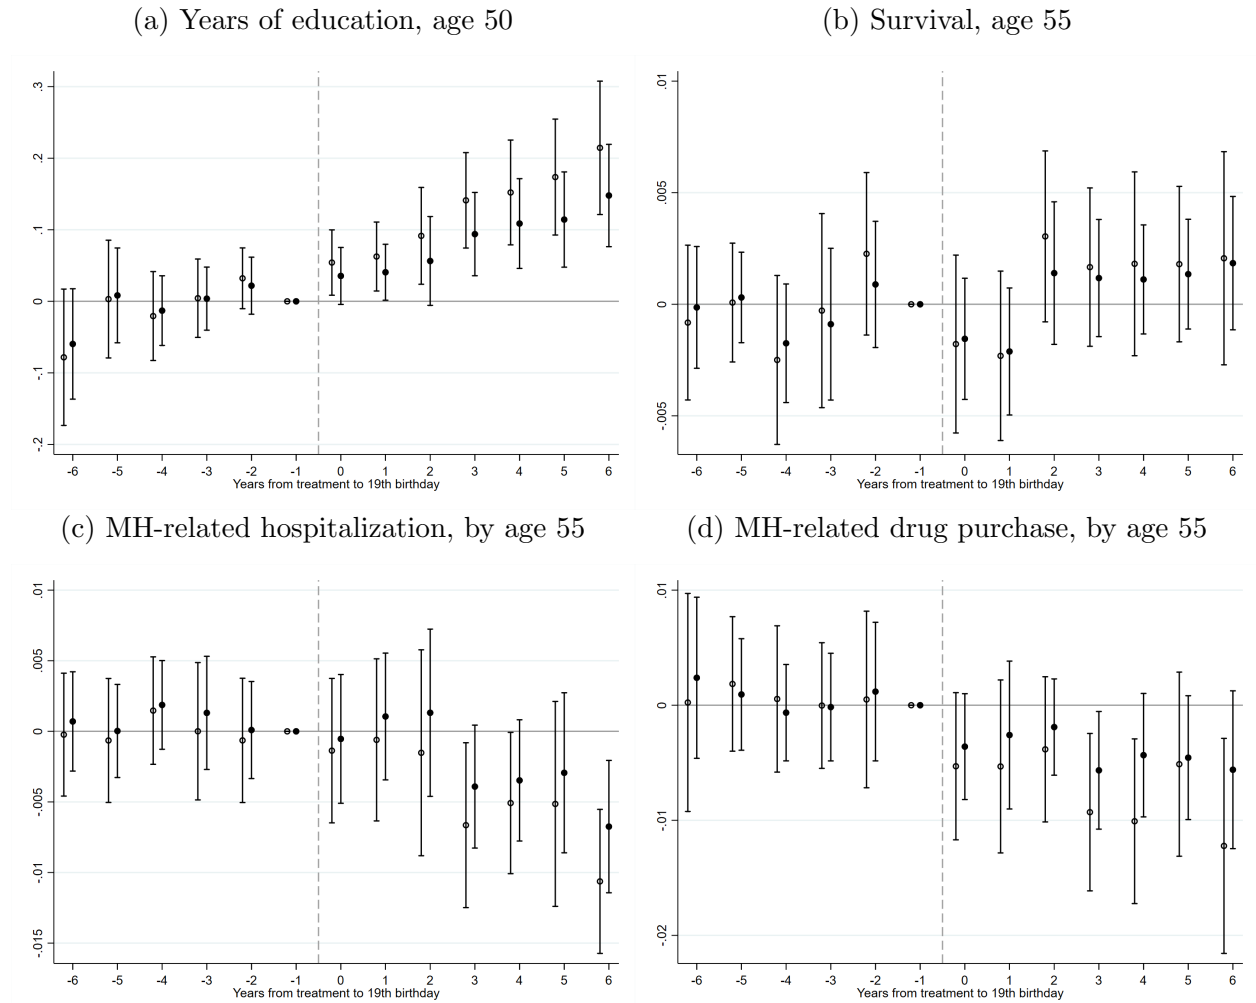 (a) Years of education, age 50
.3
.2
.1
0
-.1
-.2
-6 -5 -4 -3 -2 -1 0 1 2 3 4 5 6
Years from treatment to 19th birthday
(b) Survival, age 55
.01
.005
0
-.005
-6 -5 -4 -3 -2 -1 0 1 2 3 4 5 6
Years from treatment to 19th birthday
(c) MH-related hospitalization, by age 55
.01
.005
0
-.005
-.01
-.015
-6 -5 -4 -3 -2 -1 0 1 2 3 4 5 6
Years from treatment to 19th birthday
(d) MH-related drug purchase, by age 55
.01
0
-.01
-.02
-6 -5 -4 -3 -2 -1 0 1 2 3 4 5 6
Years from treatment to 19th birthday